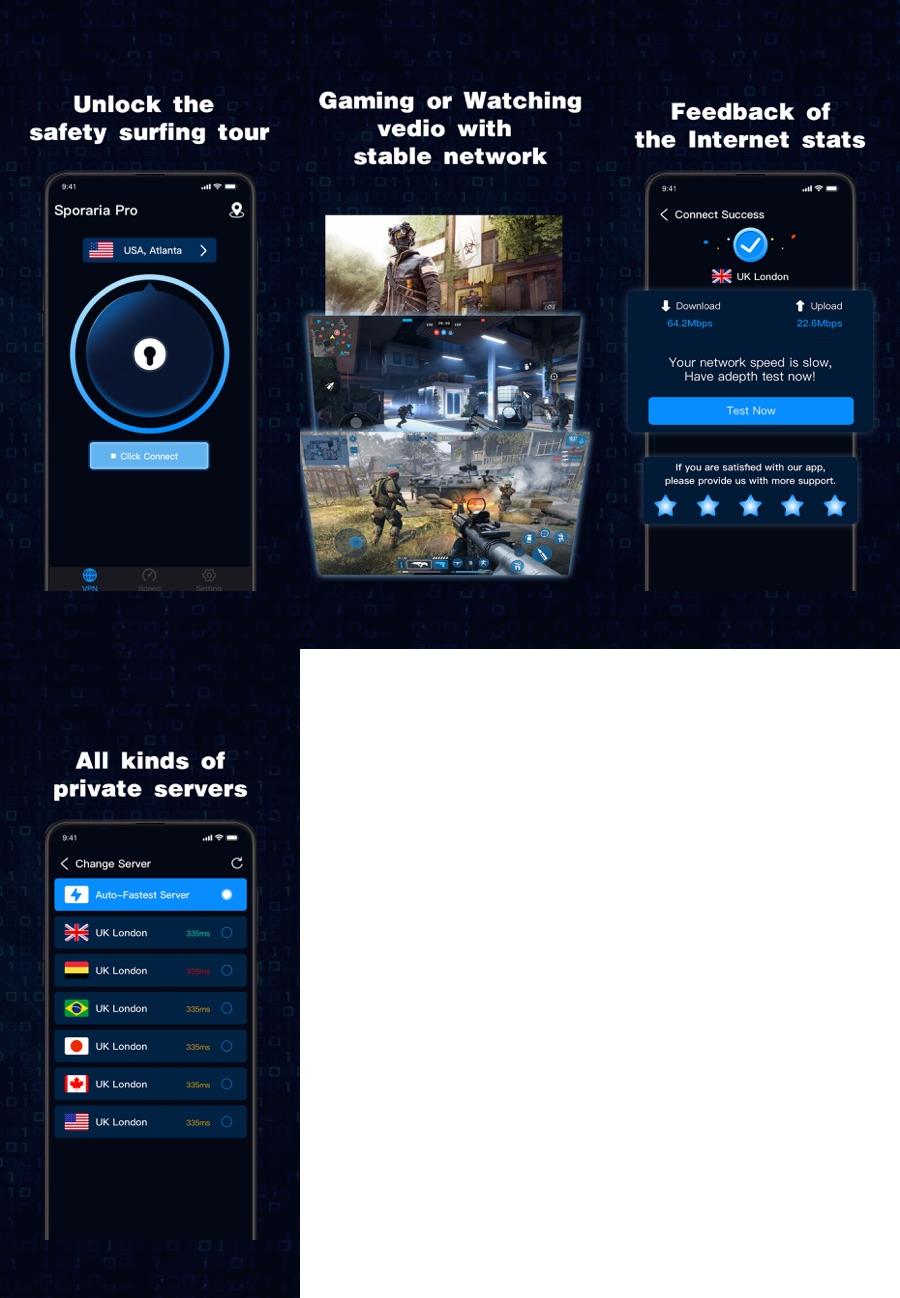 Unlock the
safety surfing tour
9:41
Sporaria Pro
USA, Atlanta
Click Connect
VPN
Speed
Setting
Gaming or Watching
vedio with
stable network
Feedback of
the Internet stats
9:41
Connect Success
UK London
Download
Upload
64.2Mbps
22.6Mbps
Your network speed is slow,
Have adepth test now!
Test Now
If you are satisfied with our app,
please provide us with more support.
All kinds of
private servers
9:41
Change Server
Auto-Fastest Server
UK London 335ms
UK London 335ms
UK London 335ms
UK London 335ms
UK London 335ms
UK London 335ms